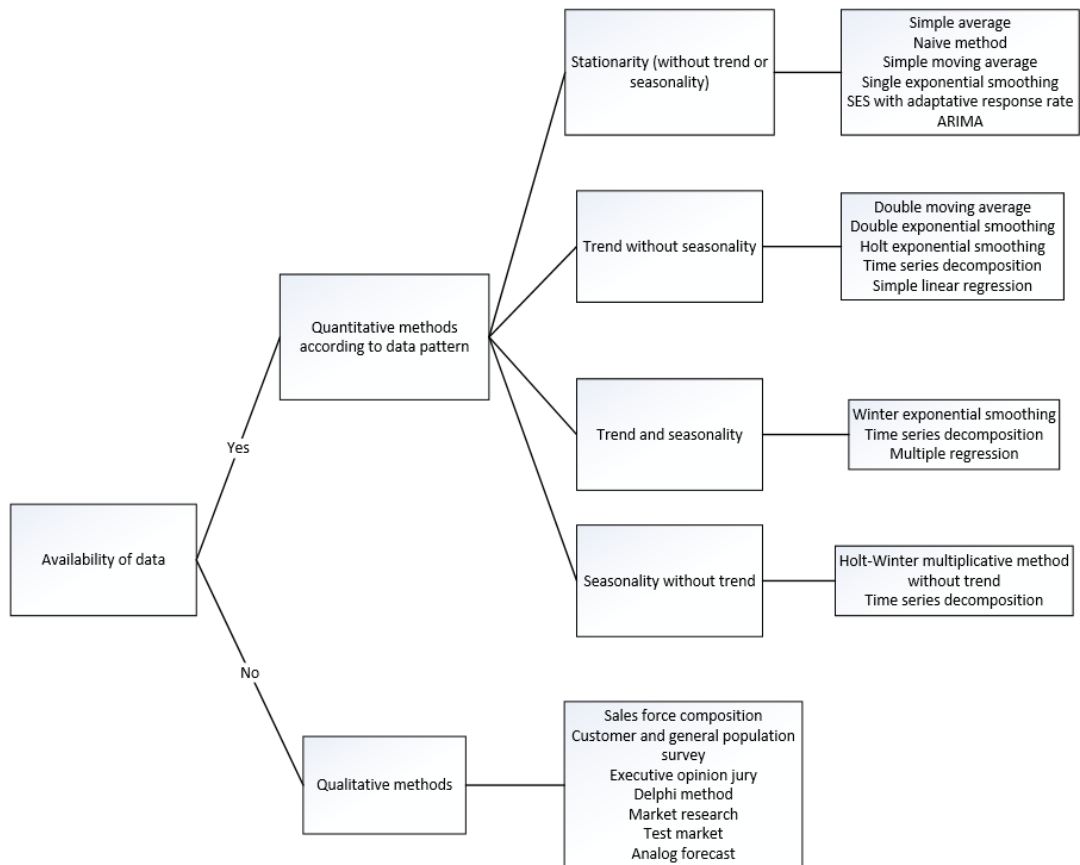 Availability of data
Yes
No
Quantitative methods
according to data pattern
Stationarity (without trend or
seasonality)
Simple average
Naive method
Simple moving average
Single exponential smoothing
SES with adaptative response rate
ARIMA
Trend without seasonality
Double moving average
Double exponential smoothing
Holt exponential smoothing
Time series decomposition
Simple linear regression
Trend and seasonality
Winter exponential smoothing
Time series decomposition
Multiple regression
Seasonality without trend
Holt-Winter multiplicative method
without trend
Time series decomposition
Qualitative methods
Sales force composition
Customer and general population
survey
Executive opinion jury
Delphi method
Market research
Test market
Analog forecast